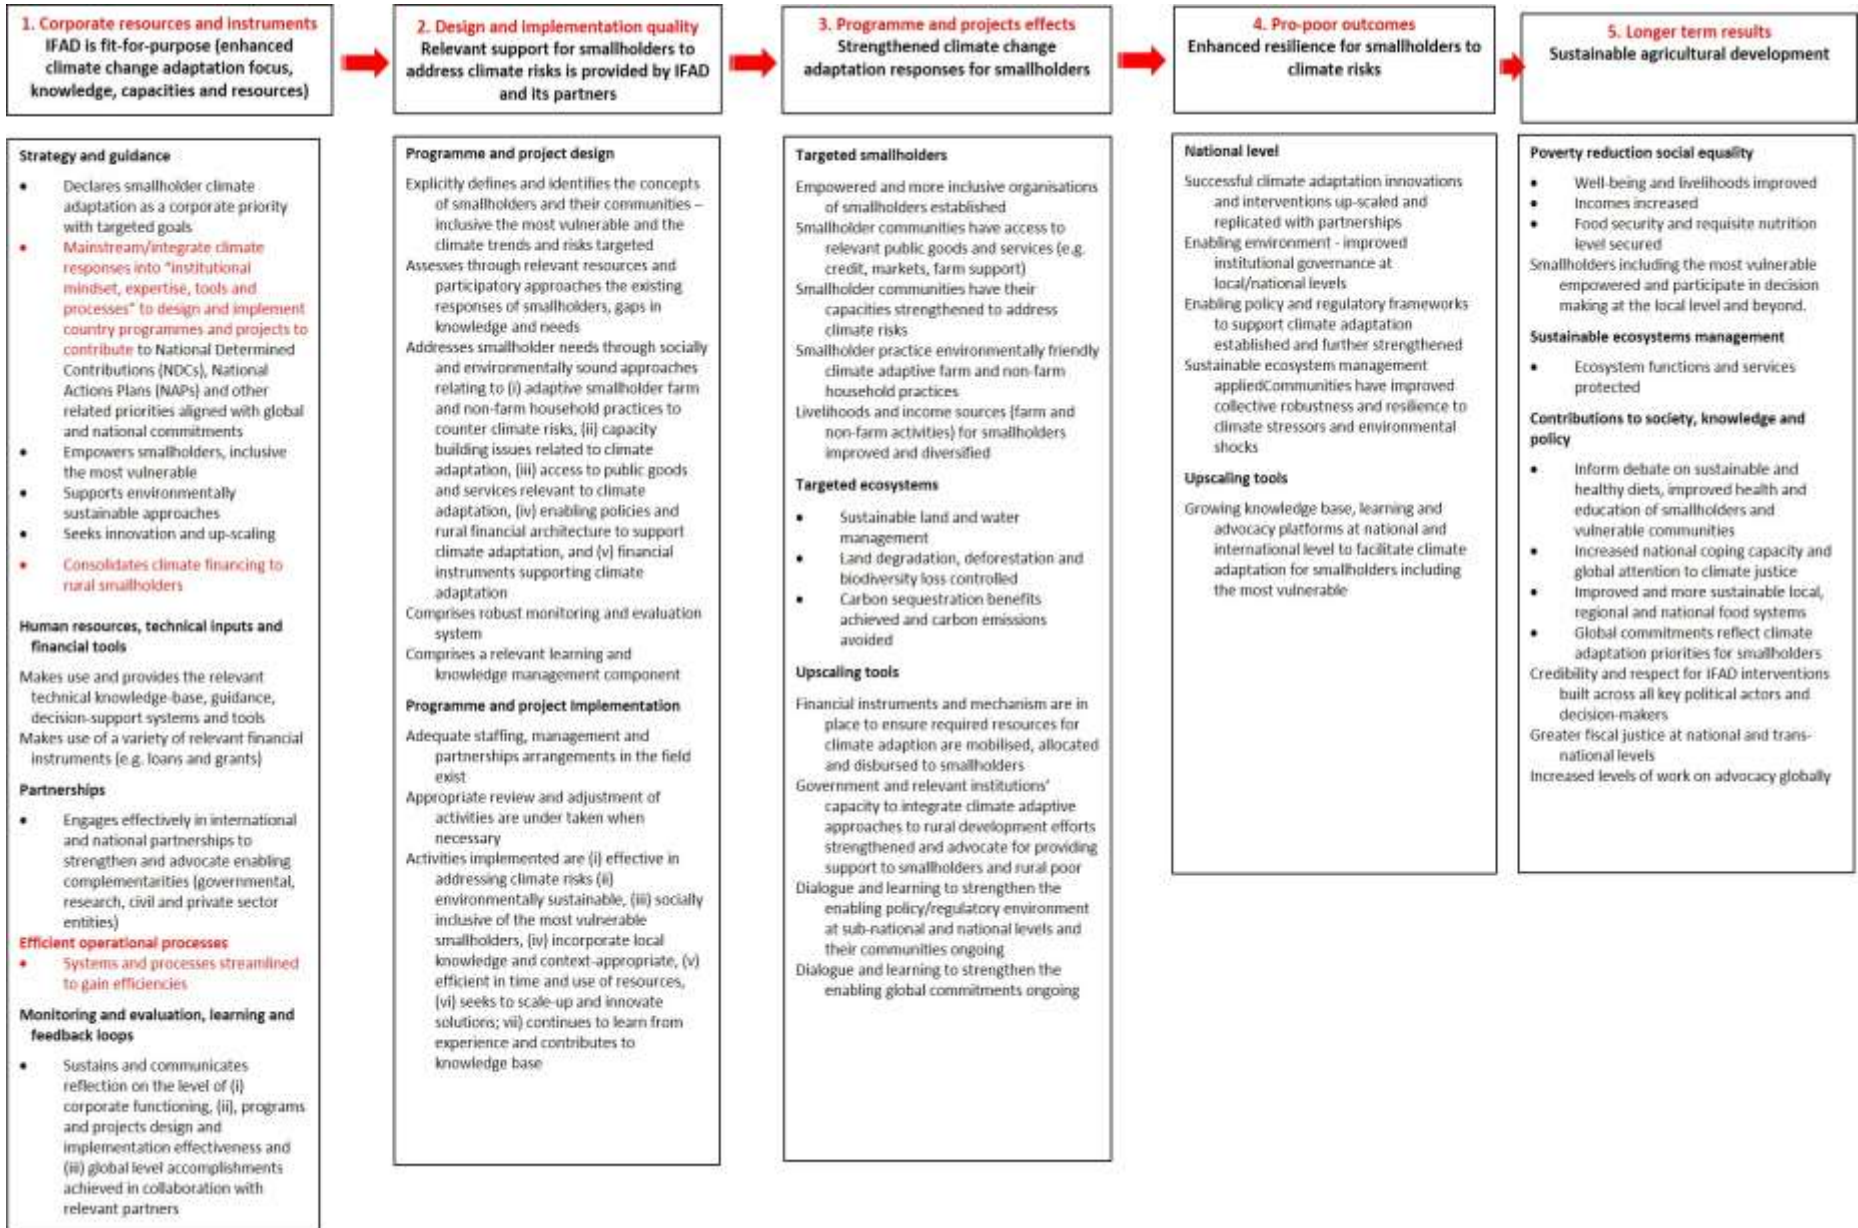 1. Corporate resources and instruments
IFAD is fit-for-purpose (enhanced
climate change adaptation focus,
knowledge, capacities and resources)
2. Design and implementation quality
Relevant support for smallholders to
address climate risks is provided by IFAD
and its partners
3. Programme and projects effects
Strengthened climate change
adaptation responses for smallholders
4. Pro-poor outcomes
Enhanced resilience for smallholders to
climate risks
5. Longer term results
Sustainable agricultural development
Strategy and guidance
• Declares smallholder climate
adaptation as a corporate priority
with targeted goals
• Mainstream/integrate climate
responses into "institutional
mindset, expertise, tools and
processes" to design and implement
country programmes and projects to
contribute to National Determined
Contributions (NDCs), National
Actions Plans (NAPs) and other
related priorities aligned with global
and national commitments
• Empowers smallholders, inclusive
the most vulnerable
• Supports environmentally
sustainable approaches
• Seeks innovation and up-scaling
• Consolidates climate financing to
rural smallholders
Human resources, technical inputs and
financial tools
Makes use and provides the relevant
technical knowledge-base, guidance,
decision-support systems and tools
Makes use of a variety of relevant financial
instruments (e.g. loans and grants)
Partnerships
• Engages effectively in international
and national partnerships to
strengthen and advocate enabling
complementarities (governmental,
research, civil and private sector
entities)
Efficient operational processes
• Systems and processes streamlined
to gain efficiencies
Monitoring and evaluation, learning and
feedback loops
• Sustains and communicates
reflection on the level of (i)
corporate functioning, (ii), programs
and projects design and
implementation effectiveness and
(iii) global level accomplishments
achieved in collaboration with
relevant partners
Programme and project design
Explicitly defines and identifies the concepts
of smallholders and their communities –
inclusive the most vulnerable and the
climate trends and risks targeted
Assesses through relevant resources and
participatory approaches the existing
responses of smallholders, gaps in
knowledge and needs
Addresses smallholder needs through socially
and environmentally sound approaches
relating to (i) adaptive smallholder farm
and non-farm household practices to
counter climate risks, (ii) capacity
building issues related to climate
adaptation, (iii) access to public goods
and services relevant to climate
adaptation, (iv) enabling policies and
rural financial architecture to support
climate adaptation, and (v) financial
instruments supporting climate
adaptation
Comprises robust monitoring and evaluation
system
Comprises a relevant learning and
knowledge management component
Programme and project Implementation
Adequate staffing, management and
partnerships arrangements in the field
exist
Appropriate review and adjustment of
activities are under taken when
necessary
Activities implemented are (i) effective in
addressing climate risks (ii)
environmentally sustainable, (iii) socially
inclusive of the most vulnerable
smallholders, (iv) incorporate local
knowledge and context-appropriate, (v)
efficient in time and use of resources,
(vi) seeks to scale-up and innovate
solutions; vii) continues to learn from
experience and contributes to
knowledge base
Targeted smallholders
Empowered and more inclusive organisations
of smallholders established
Smallholder communities have access to
relevant public goods and services (e.g.
credit, markets, farm support)
Smallholder communities have their
capacities strengthened to address
climate risks
Smallholder practice environmentally friendly
climate adaptive farm and non-farm
household practices
Livelihoods and income sources (farm and
non-farm activities) for smallholders
improved and diversified
Targeted ecosystems
• Sustainable land and water
management
• Land degradation, deforestation and
biodiversity loss controlled
• Carbon sequestration benefits
achieved and carbon emissions
avoided
Upscaling tools
Financial instruments and mechanism are in
place to ensure required resources for
climate adaption are mobilised, allocated
and disbursed to smallholders
Government and relevant institutions'
capacity to integrate climate adaptive
approaches to rural development efforts
strengthened and advocate for providing
support to smallholders and rural poor
Dialogue and learning to strengthen the
enabling policy/regulatory environment
at sub-national and national levels and
their communities ongoing
Dialogue and learning to strengthen the
enabling global commitments ongoing
National level
Successful climate adaptation innovations
and interventions up-scaled and
replicated with partnerships
Enabling environment - improved
institutional governance at
local/national levels
Enabling policy and regulatory frameworks
to support climate adaptation
established and further strengthened
Sustainable ecosystem management
appliedCommunities have improved
collective robustness and resilience to
climate stressors and environmental
shocks
Upscaling tools
Growing knowledge base, learning and
advocacy platforms at national and
international level to facilitate climate
adaptation for smallholders including
the most vulnerable
Poverty reduction social equality
• Well-being and livelihoods improved
• Incomes increased
• Food security and requisite nutrition
level secured
Smallholders including the most vulnerable
empowered and participate in decision
making at the local level and beyond.
Sustainable ecosystems management
• Ecosystem functions and services
protected
Contributions to society, knowledge and
policy
• Inform debate on sustainable and
healthy diets, improved health and
education of smallholders and
vulnerable communities
• Increased national coping capacity and
global attention to climate justice
• Improved and more sustainable local,
regional and national food systems
• Global commitments reflect climate
adaptation priorities for smallholders
Credibility and respect for IFAD interventions
built across all key political actors and
decision-makers
Greater fiscal justice at national and trans-
national levels
Increased levels of work on advocacy globally